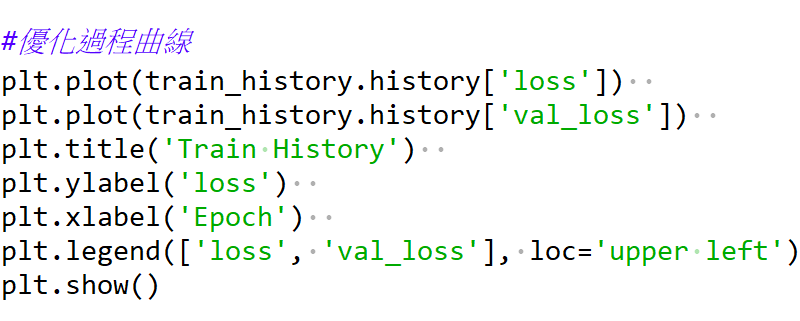 #優化過程曲線
plt.plot(train_history.history['loss'])
plt.plot(train_history.history['val_loss'])
plt.title('Train History')
plt.ylabel('loss')
plt.xlabel('Epoch')
plt.legend(['loss', 'val_loss'], loc='upper left')
plt.show()